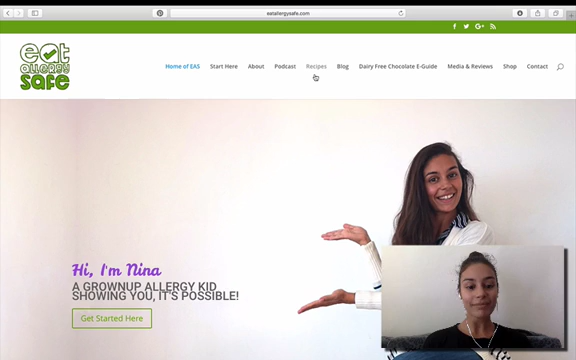 eatallergysafe.com
eat
allergy
safe
Home of EAS Start Here About Podcast Recipes Blog Dairy Free Chocolate E-Guide Media & Reviews Shop Contact
Hi, I'm Nina
A GROWNUP ALLERGY KID
SHOWING YOU, IT'S POSSIBLE!
Get Started Here